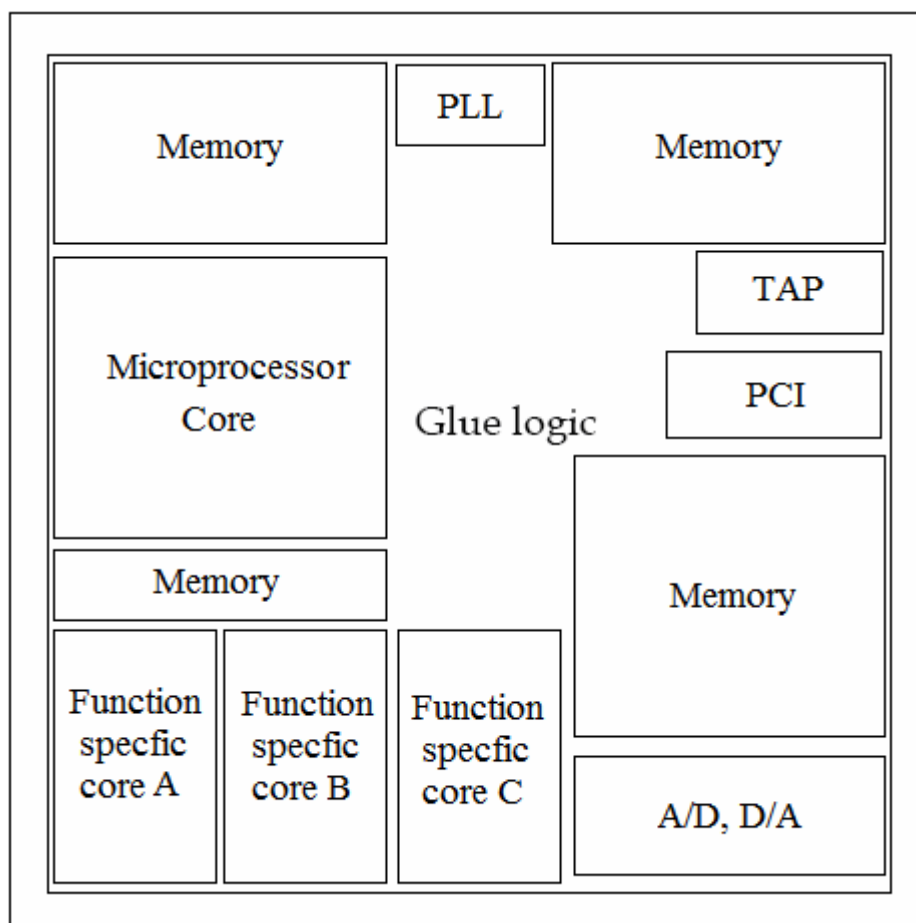 Memory
PLL
Memory
TAP
Microprocessor
Core
PCI
Glue logic
Memory
Memory
Function
specfic
core A
Function
specfic
core B
Function
specfic
core C
A/D, D/A